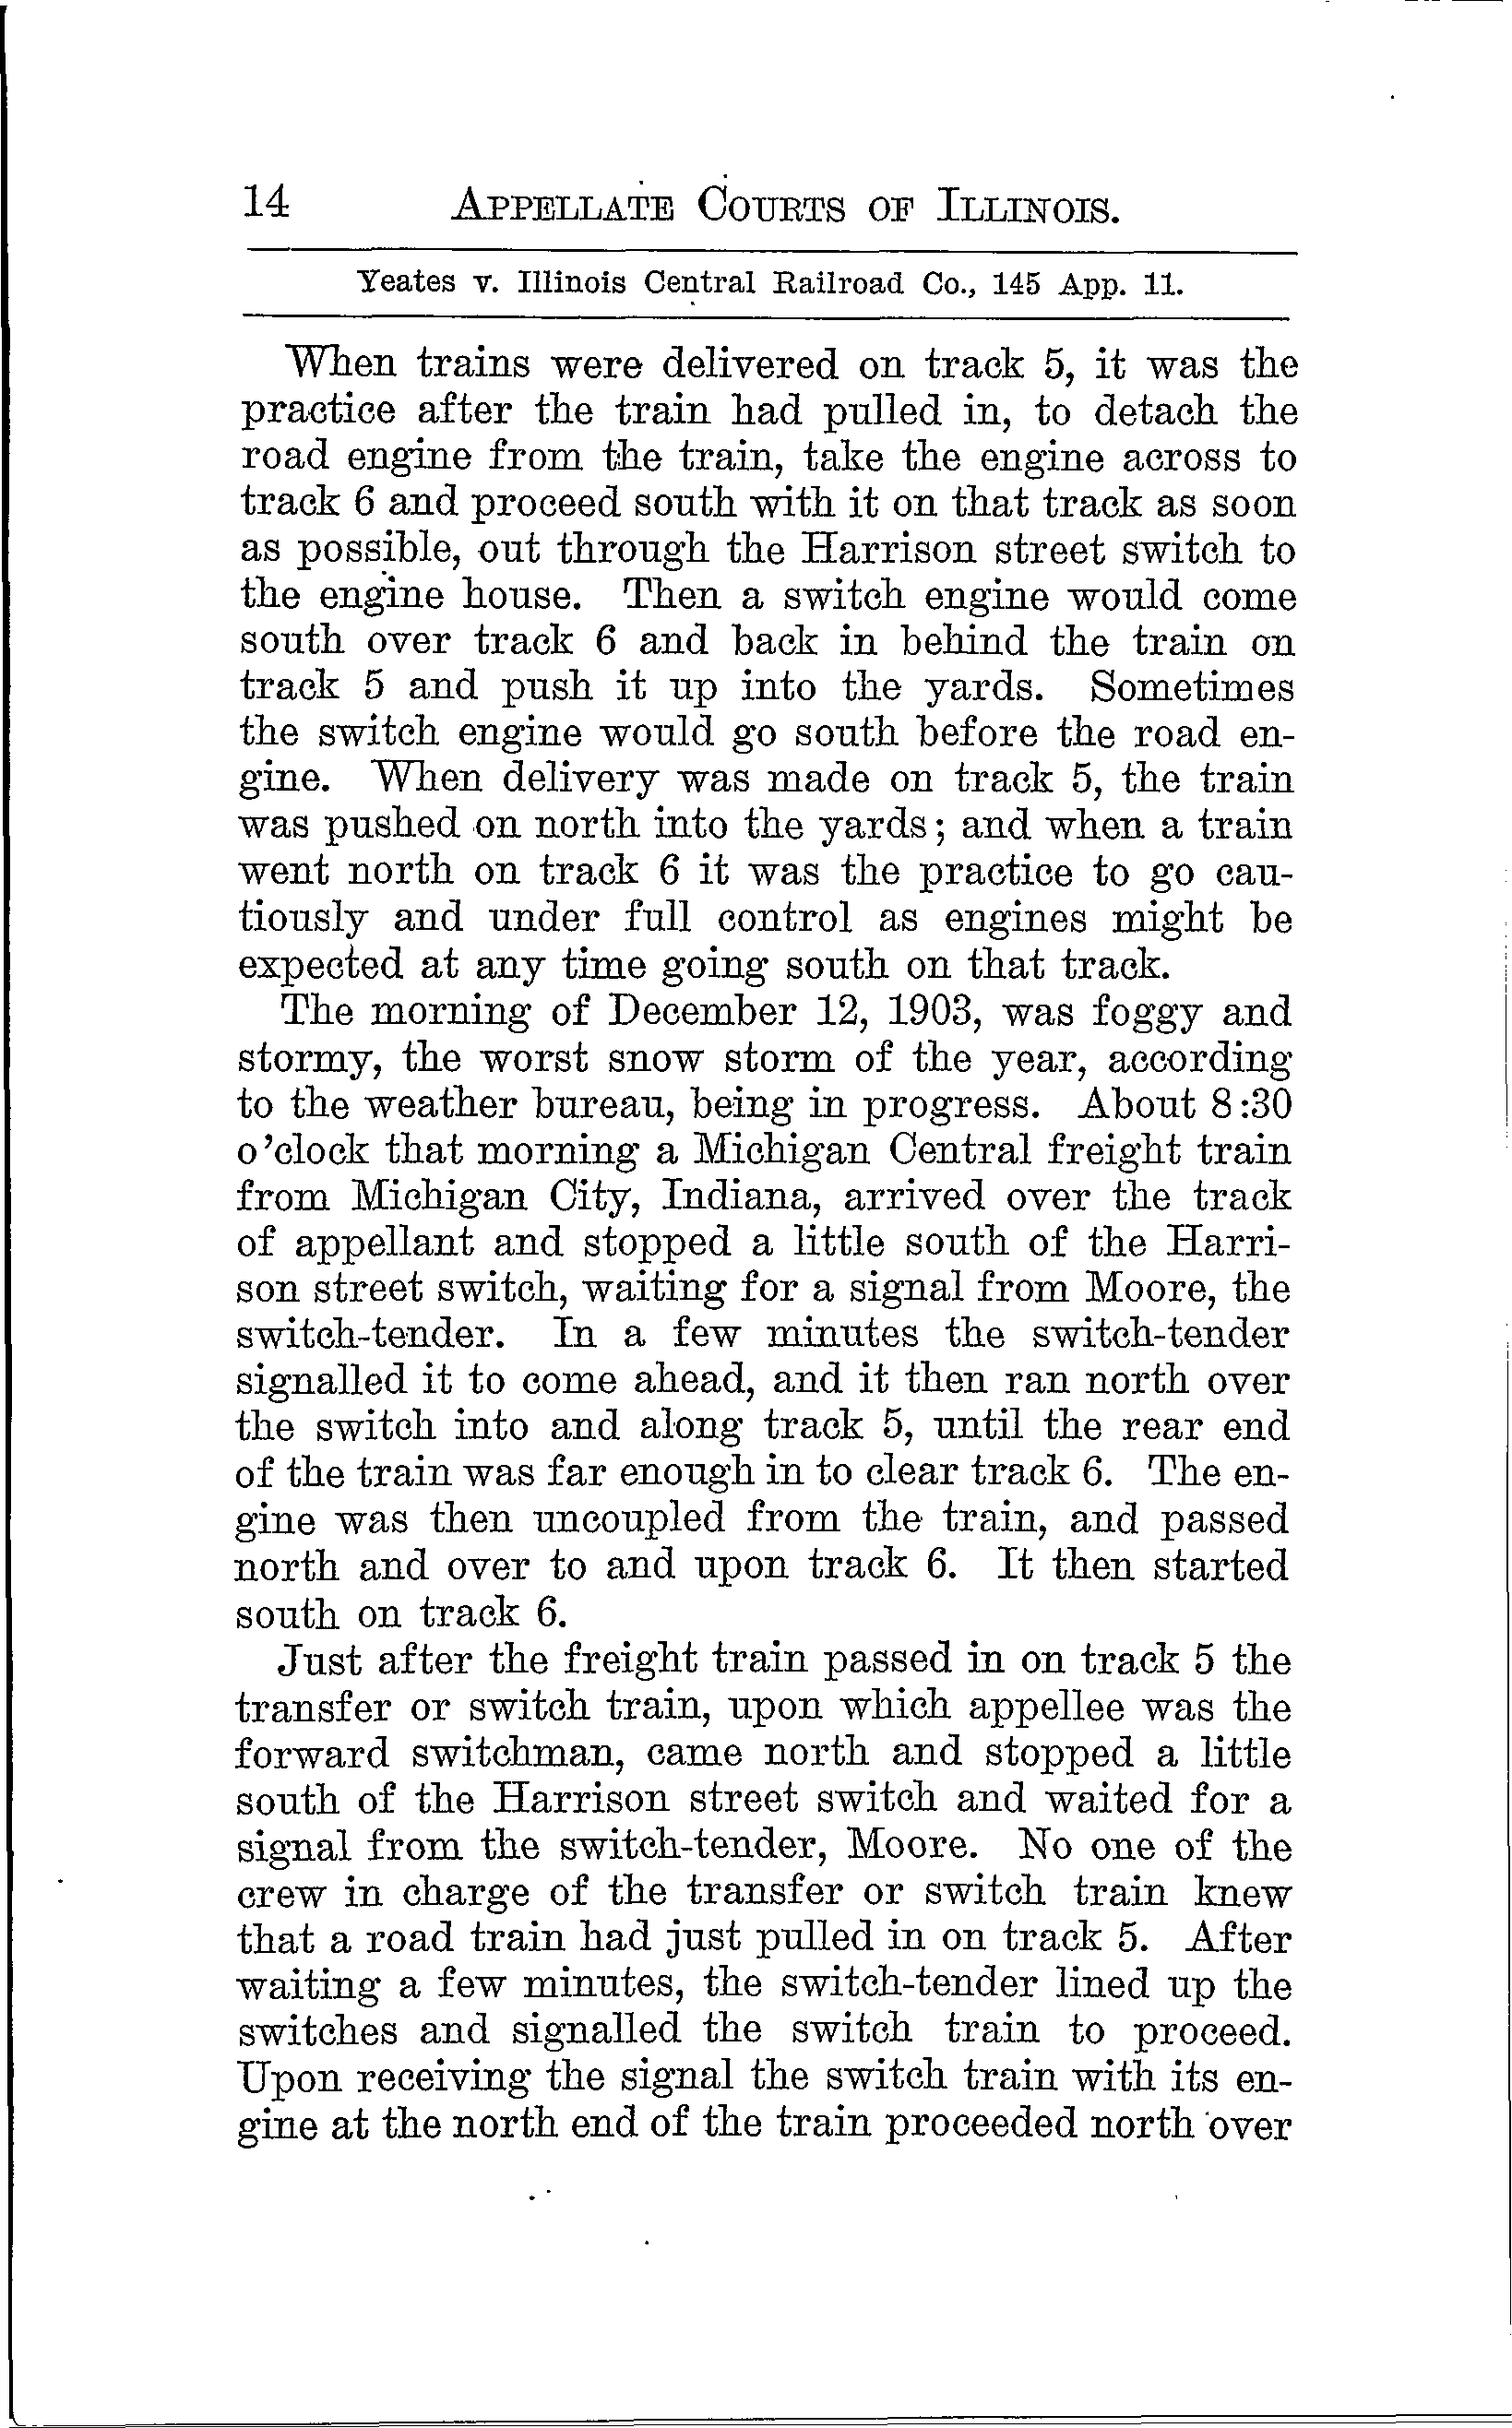 14 APPELLATE COURTS OF ILLINOIS.
Yeates v. Illinois Central Railroad Co., 145 App. 11.
When trains were delivered on track 5, it was the
practice after the train had pulled in, to detach the
road engine from the train, take the engine across to
track 6 and proceed south with it on that track as soon
as possible, out through the Harrison street switch to
the engine house. Then a switch engine would come
south over track 6 and back in behind the train on
track 5 and push it up into the yards. Sometimes
the switch engine would go south before the road en-
gine. When delivery was made on track 5, the train
was pushed on north into the yards; and when a train
went north on track 6 it was the practice to go cau-
tiously and under full control as engines might be
expected at any time going south on that track.
The morning of December 12, 1903, was foggy and
stormy, the worst snow storm of the year, according
to the weather bureau, being in progress. About 8:30
o'clock that morning a Michigan Central freight train
from Michigan City, Indiana, arrived over the track
of appellant and stopped a little south of the Harri-
son street switch, waiting for a signal from Moore, the
switch-tender. In a few minutes the switch-tender
signalled it to come ahead, and it then ran north over
the switch into and along track 5, until the rear end
of the train was far enough in to clear track 6. The en-
gine was then uncoupled from the train, and passed
north and over to and upon track 6. It then started
south on track 6.
Just after the freight train passed in on track 5 the
transfer or switch train, upon which appellee was the
forward switchman, came north and stopped a little
south of the Harrison street switch and waited for a
signal from the switch-tender, Moore. No one of the
crew in charge of the transfer or switch train knew
that a road train had just pulled in on track 5. After
waiting a few minutes, the switch-tender lined up the
switches and signalled the switch train to proceed.
Upon receiving the signal the switch train with its en-
gine at the north end of the train proceeded north over